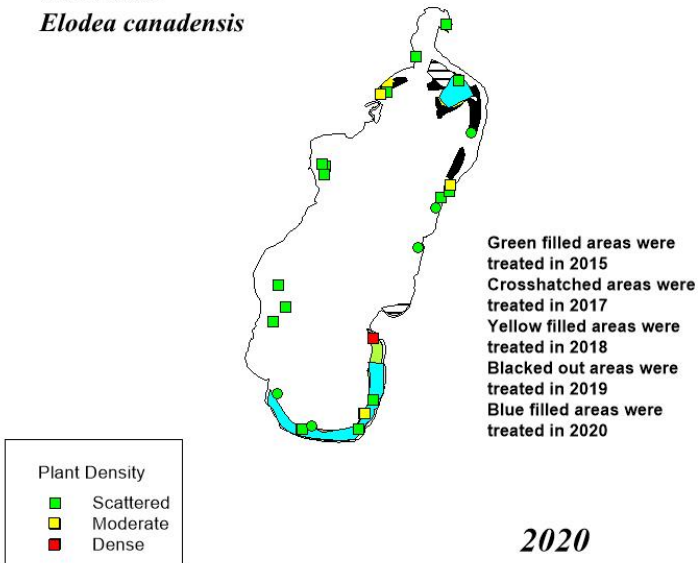 Elodea canadensis
Green filled areas were
treated in 2015
Crosshatched areas were
treated in 2017
Yellow filled areas were
treated in 2018
Blacked out areas were
treated in 2019
Blue filled areas were
treated in 2020
Plant Density
Scattered
Moderate
Dense
2020